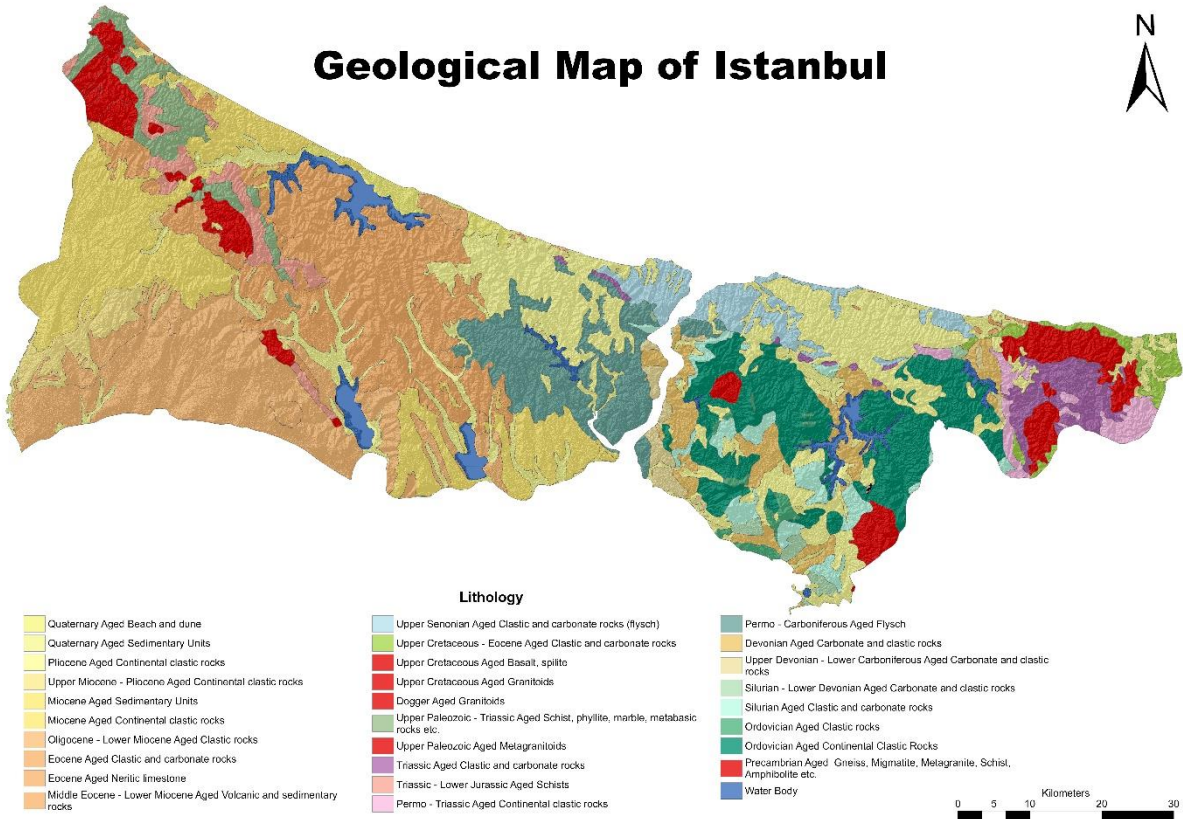 Geological Map of Istanbul
N
Lithology
Quaternary Aged Beach and dune
Quaternary Aged Sedimentary Units
Pliocene Aged Continental clastic rocks
Upper Miocene - Pliocene Aged Continental clastic rocks
Miocene Aged Sedimentary Units
Miocene Aged Continental clastic rocks
Oligocene - Lower Miocene Aged Clastic rocks
Eocene Aged Clastic and carbonate rocks
Eocene Aged Neritic limestone
Middle Eocene - Lower Miocene Aged Volcanic and sedimentary
rocks
Upper Senonian Aged Clastic and carbonate rocks (flysch)
Upper Cretaceous - Eocene Aged Clastic and carbonate rocks
Upper Cretaceous Aged Basalt, spilite
Upper Cretaceous Aged Granitoids
Dogger Aged Granitoids
Upper Paleozoic - Triassic Aged Schist, phyllite, marble, metabasic
rocks etc.
Upper Paleozoic Aged Metagranitoids
Triassic Aged Clastic and carbonate rocks
Triassic - Lower Jurassic Aged Schists
Permo - Triassic Aged Continental clastic rocks
Permo - Carboniferous Aged Flysch
Devonian Aged Carbonate and clastic rocks
Upper Devonian - Lower Carboniferous Aged Carbonate and clastic
rocks
Silurian - Lower Devonian Aged Carbonate and clastic rocks
Silurian Aged Clastic and carbonate rocks
Ordovician Aged Clastic rocks
Ordovician Aged Continental Clastic Rocks
Precambrian Aged Gneiss, Migmatite, Metagranite, Schist,
Amphibolite etc.
Water Body
Kilometers
0 5 10 20 30